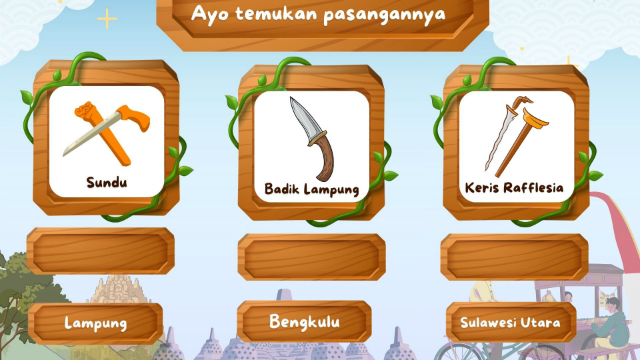 Ayo temukan pasangannya
Sundu
Badik Lampung
Keris Rafflesia
Lampung
Bengkulu
Sulawesi Utara